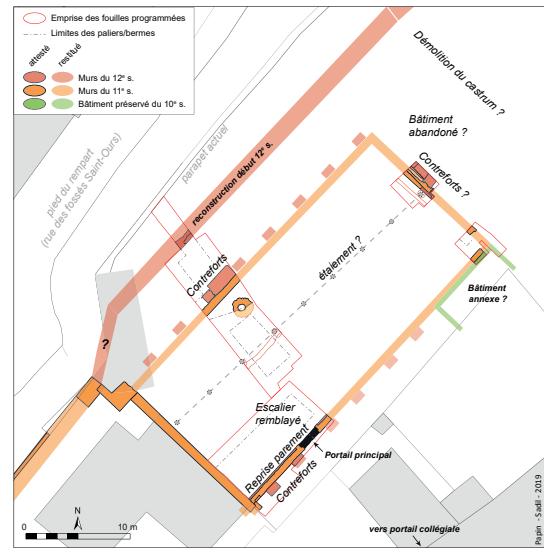 Emprise des fouilles programmées
Limites des paliers/bermes
attesté
restitué
Murs du 12e s.
Murs du 11e s.
Bâtiment préservé du 10e s.
Démolition du castrum ?
Bâtiment
abandonné ?
Contreforts ?
pied du rempart
(rue des fossés Saint-Ours)
parapet actuel
reconstruction début 12e s.
Contreforts
étaiement ?
Bâtiment
annexe ?
?
Escalier
remblayé
Reprise parement
Portail principal
Contreforts
N
0
10 m
vers portail collégiale
Papin - Sadil - 2019